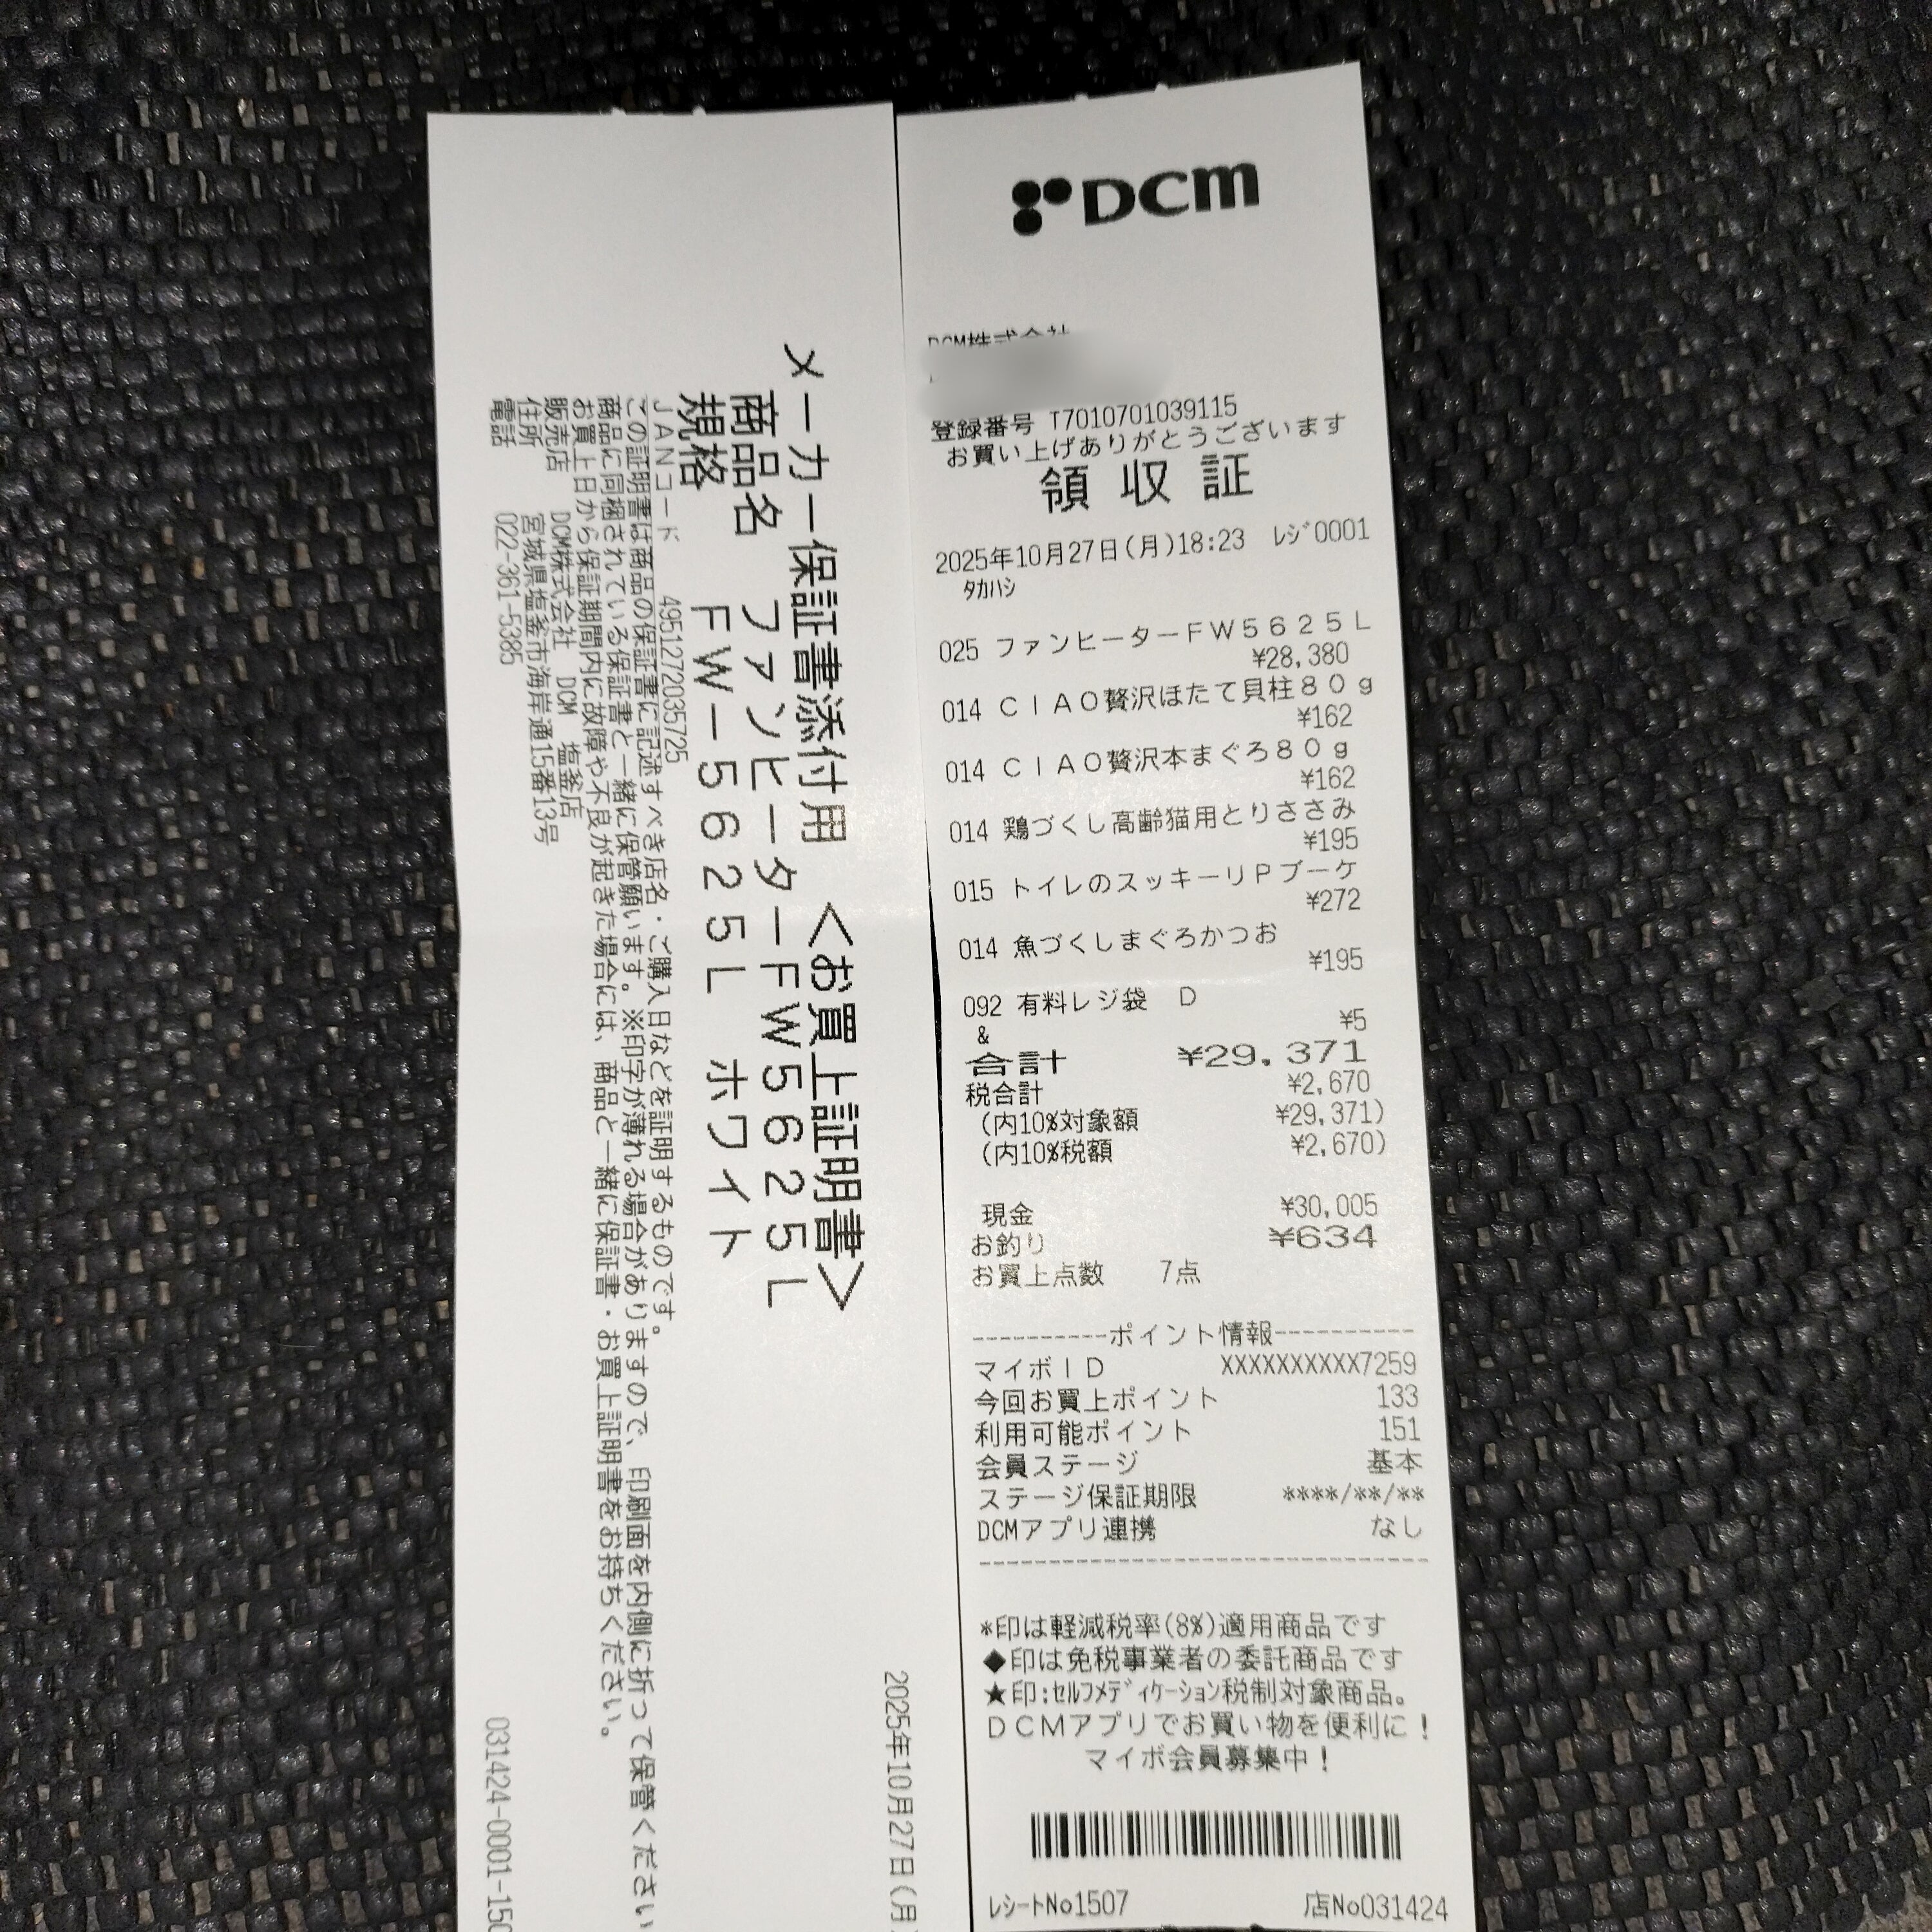 DCM
DCM株式会社
登録番号 T7010701039115
お買い上げありがとうございます
領収証
2025年10月27日(月)18:23 ﾚｼﾞ0001
ﾀｶﾊｼ
025 ファンヒーターFW5625L
¥28,380
014 CIAO贅沢ほたて貝柱80g
¥162
014 CIAO贅沢本まぐろ80g
¥162
014 鶏づくし高齢猫用とりささみ
¥195
015 トイレのスッキーリPブーケ
¥272
014 魚づくしまぐろかつお
¥195
092 有料レジ袋 D
¥5
&
合計 ¥29,371
税合計 ¥2,670
(内10%対象額 ¥29,371)
(内10%税額 ¥2,670)
現金 ¥30,005
お釣り ¥634
お買上点数 7点
----------ポイント情報----------
マイボID XXXXXXXXXX7259
今回お買上ポイント 133
利用可能ポイント 151
会員ステージ 基本
ステージ保証期限 ****/**/**
DCMアプリ連携 なし
--------------------------------
*印は軽減税率(8%)適用商品です
◆印は免税事業者の委託商品です
★印:ｾﾙﾌﾒﾃﾞｨｹｰｼｮﾝ税制対象商品。
DCMアプリでお買い物を便利に!
マイボ会員募集中!
ﾚｼｰﾄNo1507 店No031424
2025年10月27日(月)
メーカー保証書添付用 <お買上証明書>
商品名 ファンヒーターFW5625L
規格 FW-5625L ホワイト
JANコード 4951272035725
この証明書は商品の保証書に記述すべき店名・ご購入日などを証明するものです。
商品に同梱されている保証書と一緒に保管願います。※印字が薄れる場合がありますので、印刷面を内側に折って保管ください
お買上日から保証期間内に故障や不良が起きた場合には、商品と一緒に保証書・お買上証明書をお持ちください。
販売店 DCM株式会社 DCM 塩釜店
住所 宮城県塩釜市海岸通15番13号
電話 022-361-5385
031424-0001-150